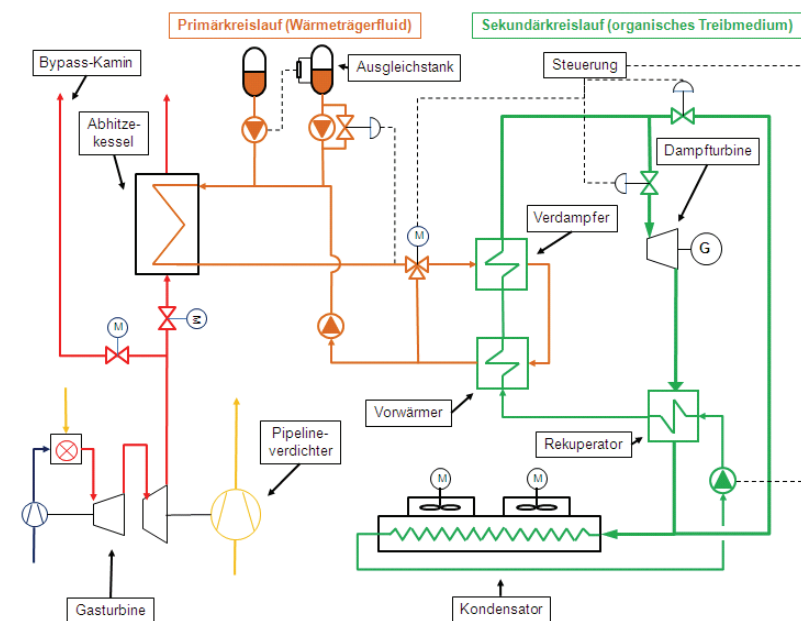 Primärkreislauf (Wärmeträgerfluid)
Sekundärkreislauf (organisches Treibmedium)
Bypass-Kamin
Ausgleichstank
Steuerung
Abhitze-
kessel
Dampfturbine
Verdampfer
M
G
M
M
Vorwärmer
Pipeline-
verdichter
Rekuperator
M
M
Gasturbine
Kondensator